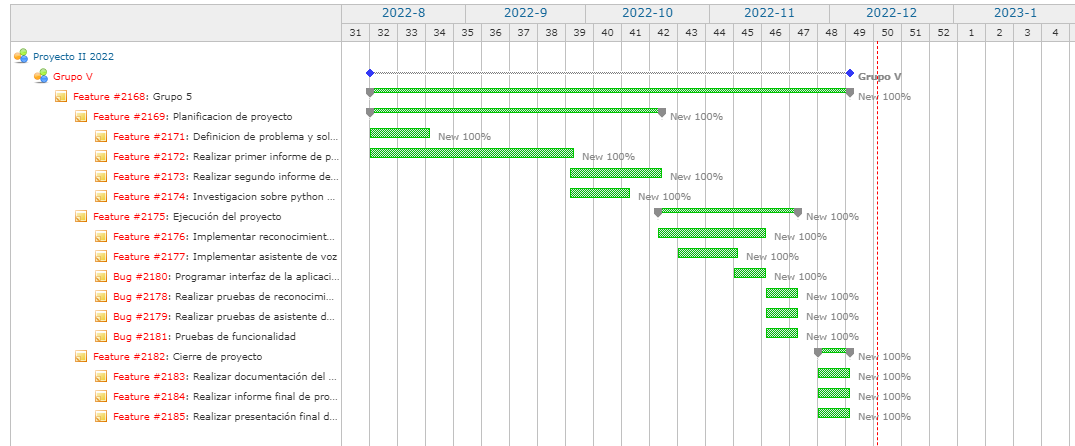 2022-8 2022-9 2022-10 2022-11 2022-12 2023-1
31 32 33 34 35 36 37 38 39 40 41 42 43 44 45 46 47 48 49 50 51 52 1 2 3 4
Proyecto II 2022
Grupo V Grupo V
Feature #2168: Grupo 5 New 100%
Feature #2169: Planificacion de proyecto New 100%
Feature #2171: Definicion de problema y sol... New 100%
Feature #2172: Realizar primer informe de p... New 100%
Feature #2173: Realizar segundo informe de... New 100%
Feature #2174: Investigacion sobre python ... New 100%
Feature #2175: Ejecución del proyecto New 100%
Feature #2176: Implementar reconocimient... New 100%
Feature #2177: Implementar asistente de voz New 100%
Bug #2180: Programar interfaz de la aplicaci... New 100%
Bug #2178: Realizar pruebas de reconocimi... New 100%
Bug #2179: Realizar pruebas de asistente d... New 100%
Bug #2181: Pruebas de funcionalidad New 100%
Feature #2182: Cierre de proyecto New 100%
Feature #2183: Realizar documentación del ... New 100%
Feature #2184: Realizar informe final de pro... New 100%
Feature #2185: Realizar presentación final d... New 100%